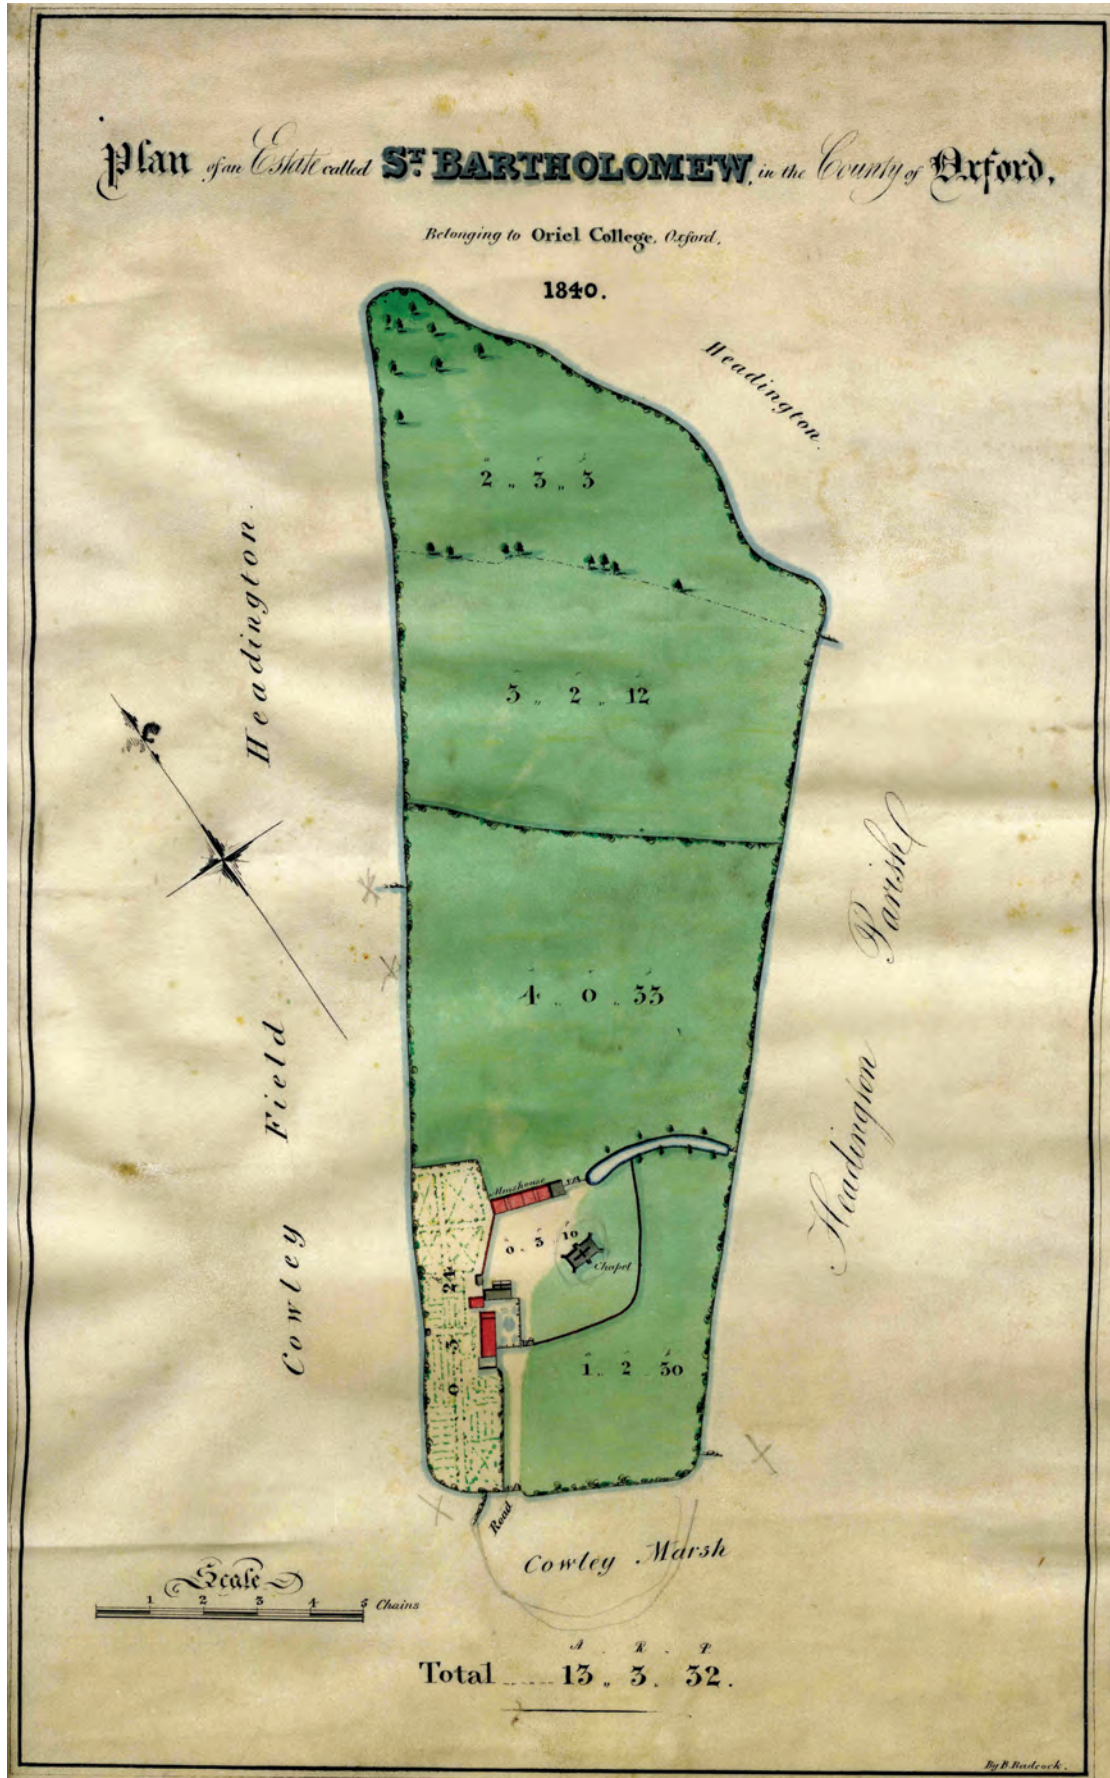 Plan of an Estate called ST. BARTHOLOMEW, in the County of Oxford,
Belonging to Oriel College, Oxford,
1840.
Headington.
2 " 3 " 3
Headington.
3 " 2 " 12
Headington Parish
4 " 0 " 33
Cowley Field
Almshouse
0 " 3 " 10
Chapel
0 3 24
1 " 2 " 30
Road
Cowley Marsh
Scale
1 2 3 4 5 Chains
A. R. P.
Total ...... 13 " 3 " 32.
By B. Badcock.